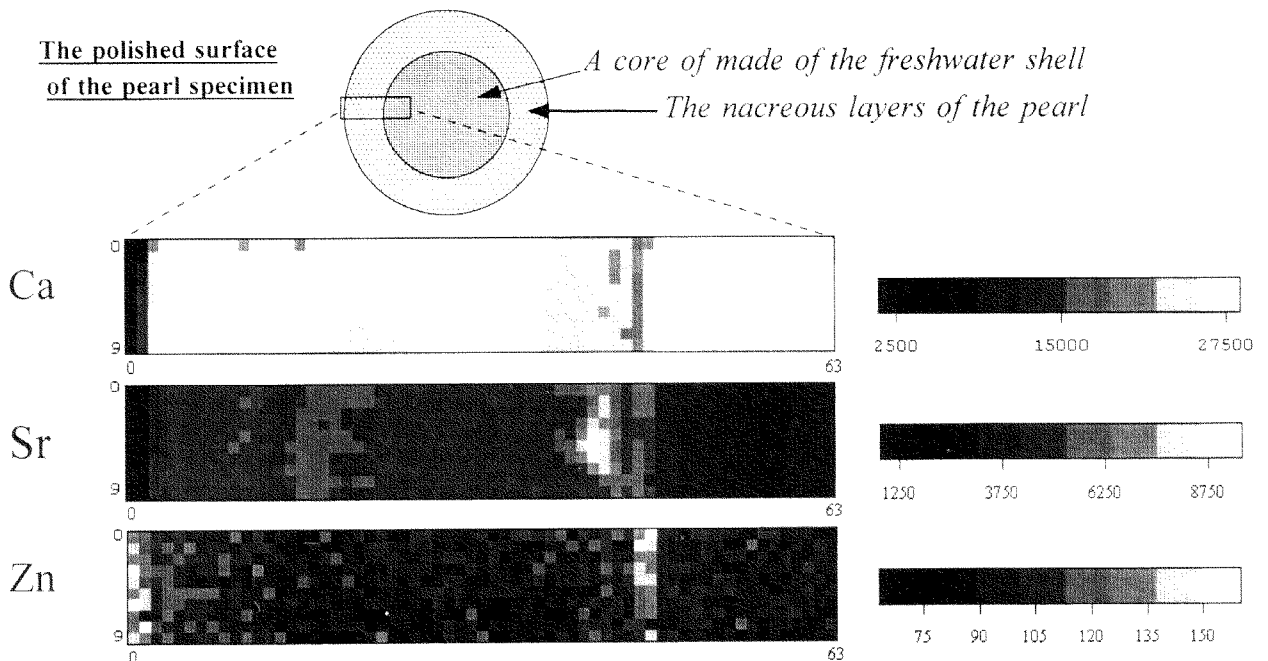 The polished surface
of the pearl specimen
A core of made of the freshwater shell
The nacreous layers of the pearl
Ca
0
9
0
63
2500 15000 27500
Sr
0
9
0
63
1250 3750 6250 8750
Zn
0
9
0
63
75 90 105 120 135 150